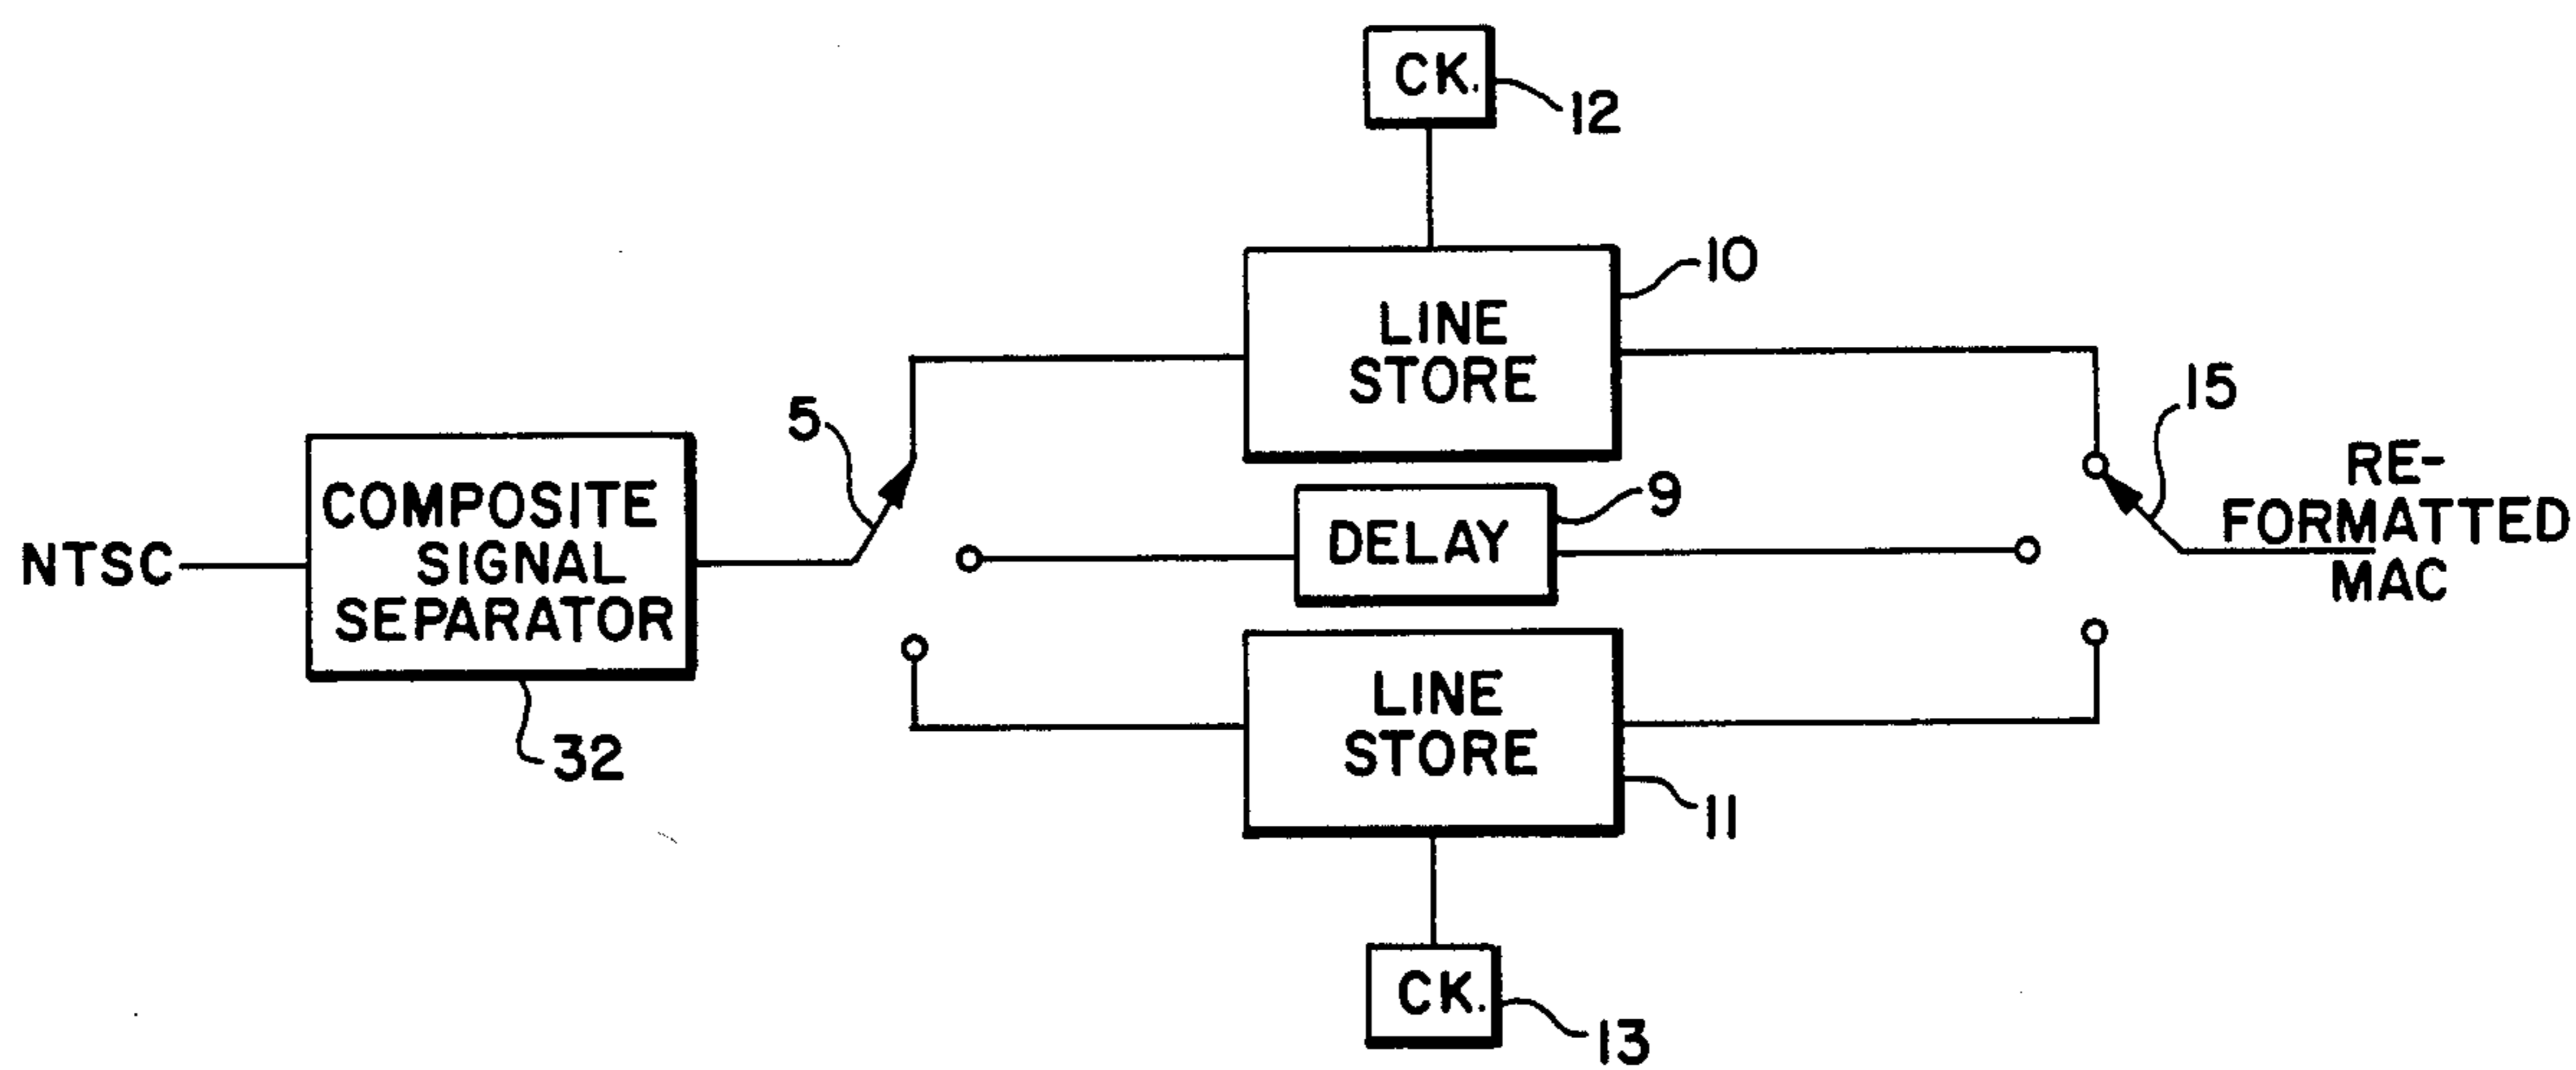 CK.
12
LINE
STORE
10
5
15
NTSC
COMPOSITE
SIGNAL
SEPARATOR
32
DELAY
9
RE-
FORMATTED
MAC
LINE
STORE
11
CK.
13